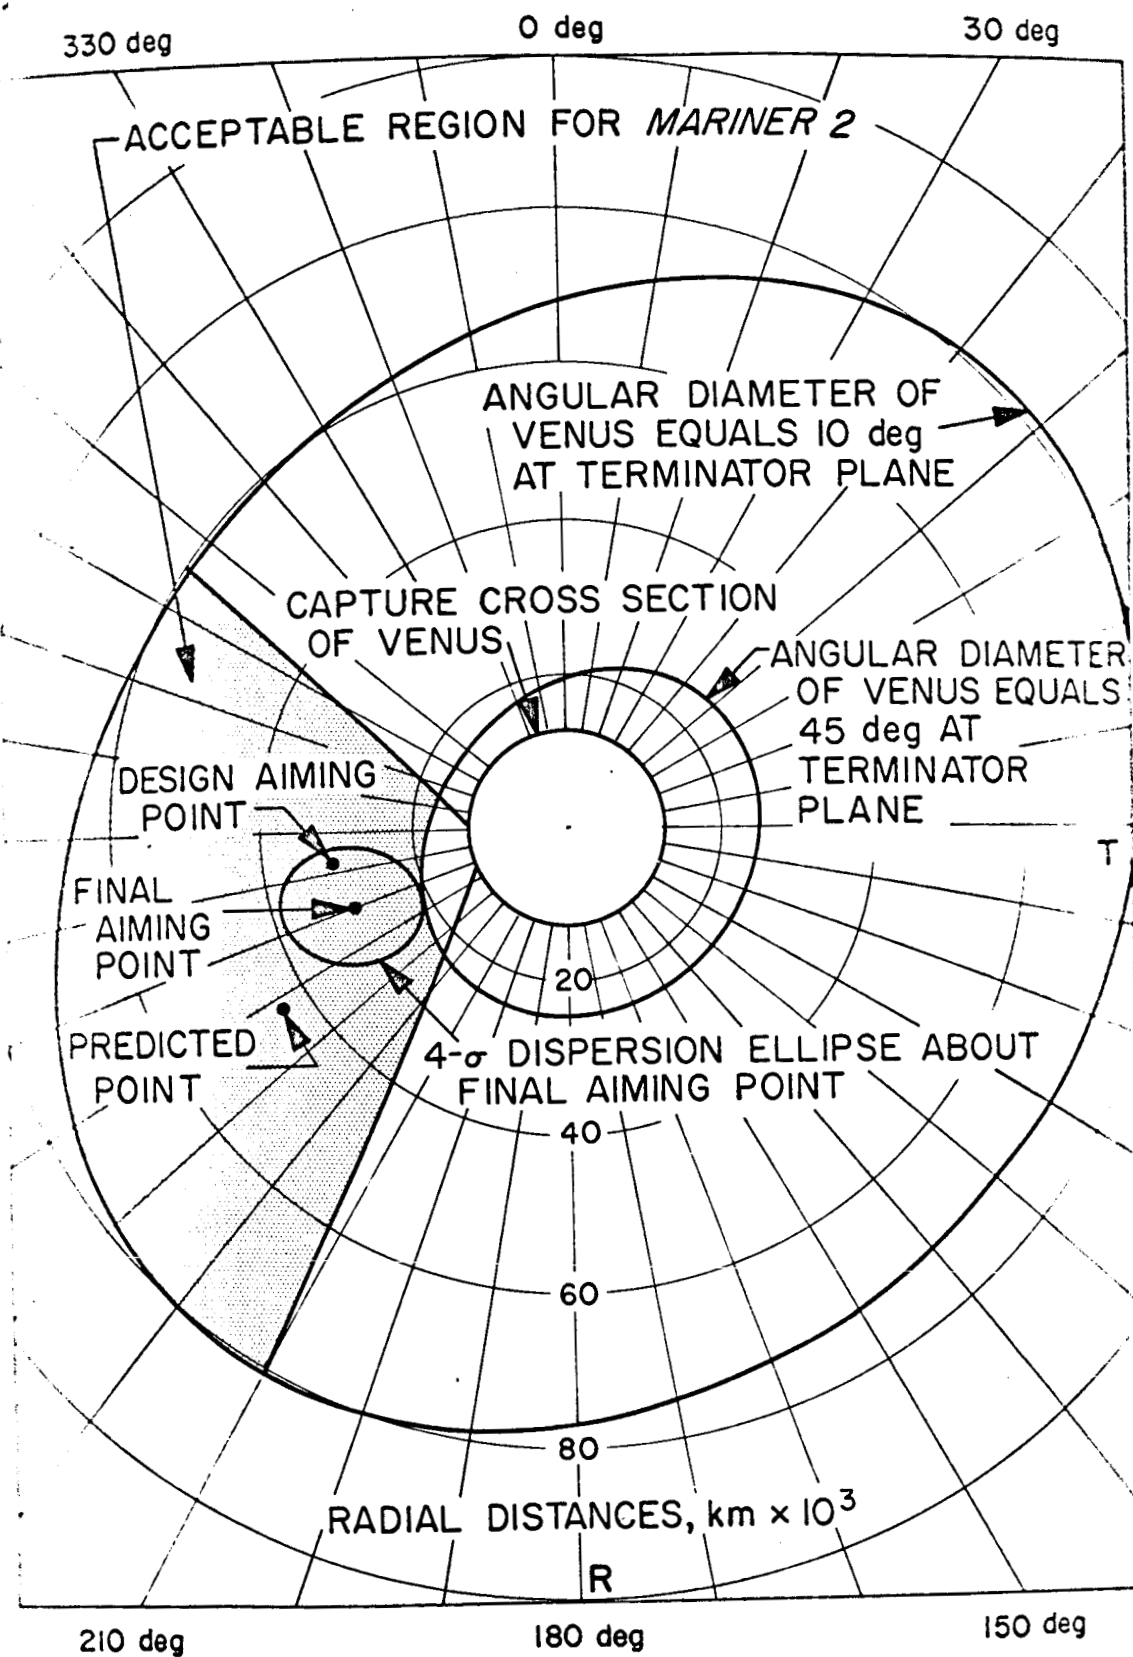 330 deg
0 deg
30 deg
ACCEPTABLE REGION FOR MARINER 2
ANGULAR DIAMETER OF
VENUS EQUALS 10 deg
AT TERMINATOR PLANE
CAPTURE CROSS SECTION
OF VENUS
ANGULAR DIAMETER
OF VENUS EQUALS
45 deg AT
TERMINATOR
PLANE
DESIGN AIMING
POINT
T
FINAL
AIMING
POINT
20
PREDICTED
POINT
4-σ DISPERSION ELLIPSE ABOUT
FINAL AIMING POINT
40
60
80
RADIAL DISTANCES, km × 10³
R
210 deg
180 deg
150 deg